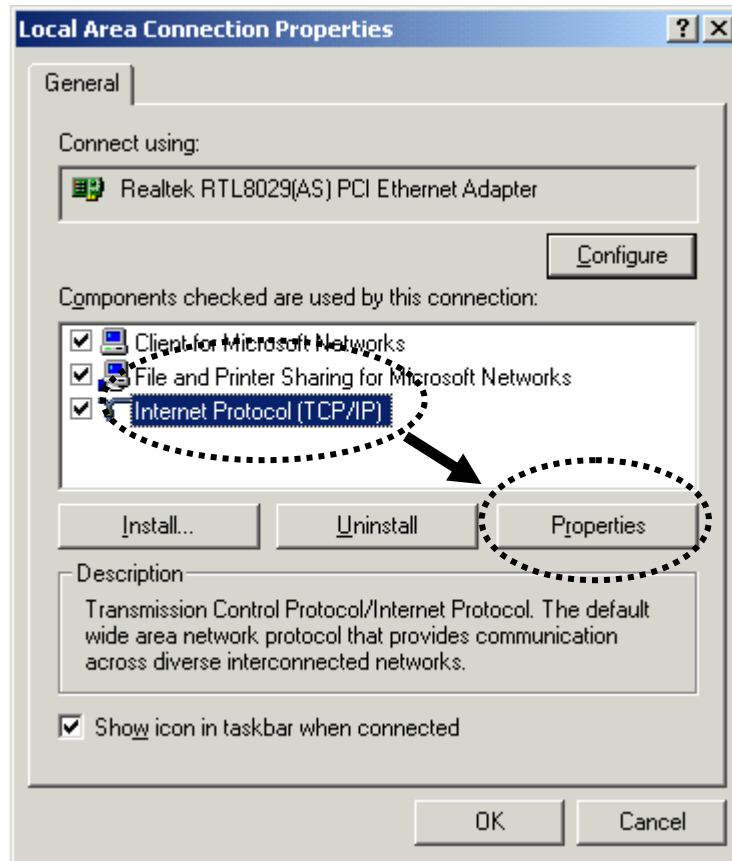 Local Area Connection Properties
General
Connect using:
Realtek RTL8029(AS) PCI Ethernet Adapter
Configure
Components checked are used by this connection:
Client for Microsoft Networks
File and Printer Sharing for Microsoft Networks
Internet Protocol (TCP/IP)
Install... Uninstall Properties
Description
Transmission Control Protocol/Internet Protocol. The default
wide area network protocol that provides communication
across diverse interconnected networks.
Show icon in taskbar when connected
OK Cancel